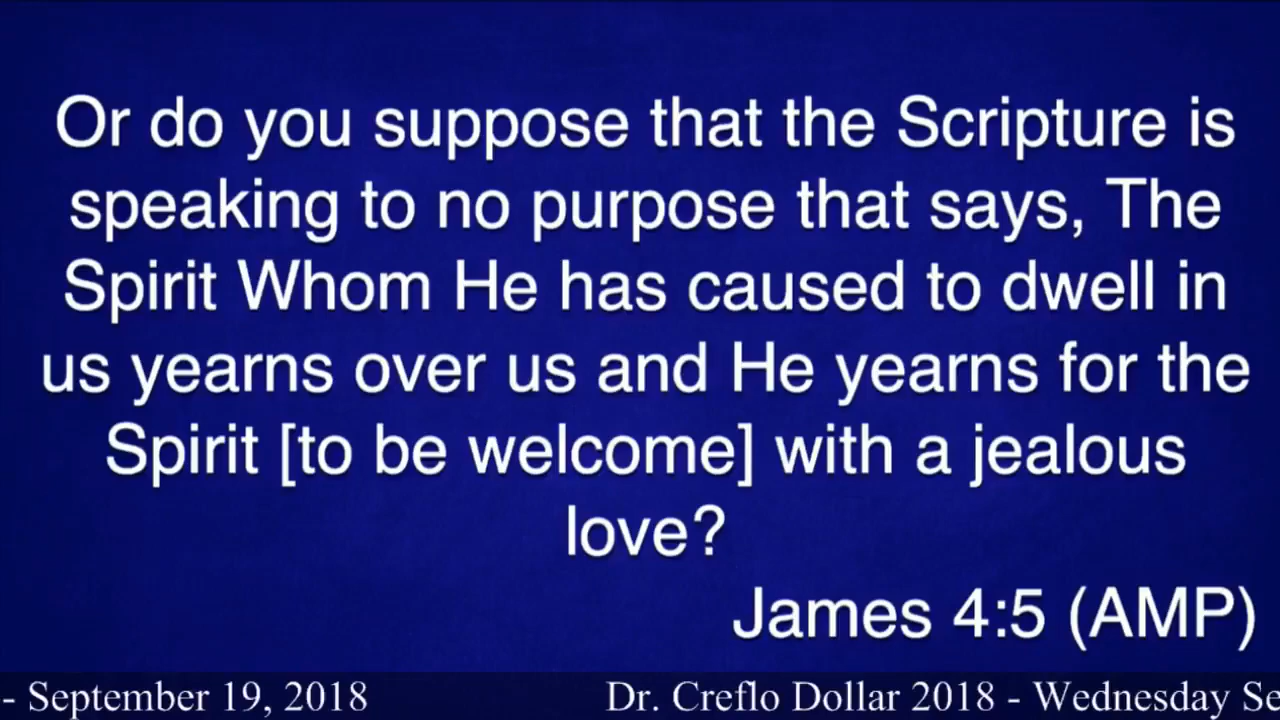 Or do you suppose that the Scripture is
speaking to no purpose that says, The
Spirit Whom He has caused to dwell in
us yearns over us and He yearns for the
Spirit [to be welcome] with a jealous
love?
James 4:5 (AMP)
- September 19, 2018 Dr. Creflo Dollar 2018 - Wednesday Se